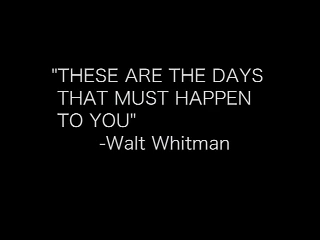 "THESE ARE THE DAYS
THAT MUST HAPPEN
TO YOU"
-Walt Whitman